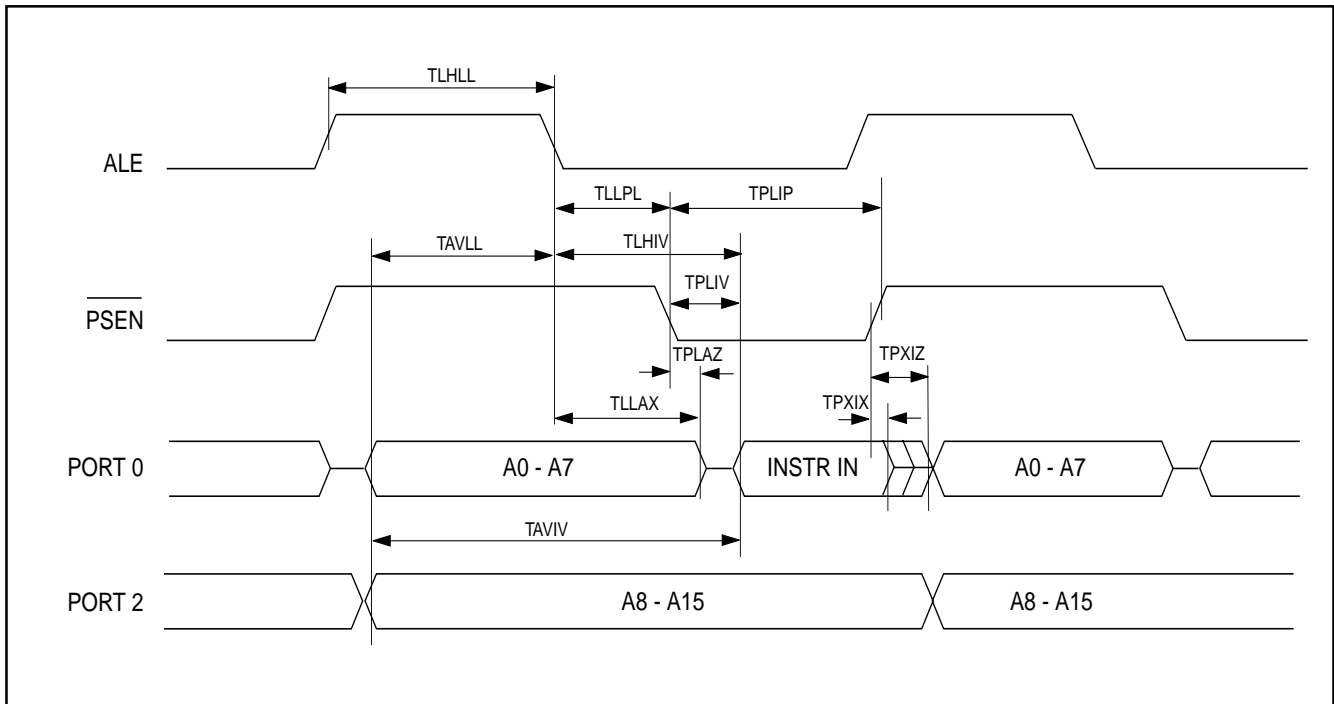 TLHLL
ALE
TLLPL
TPLIP
TAVLL
TLHIV
TPLIV
PSEN
TPLAZ
TPXIZ
TLLAX
TPXIX
PORT 0
A0 - A7
INSTR IN
A0 - A7
TAVIV
PORT 2
A8 - A15
A8 - A15